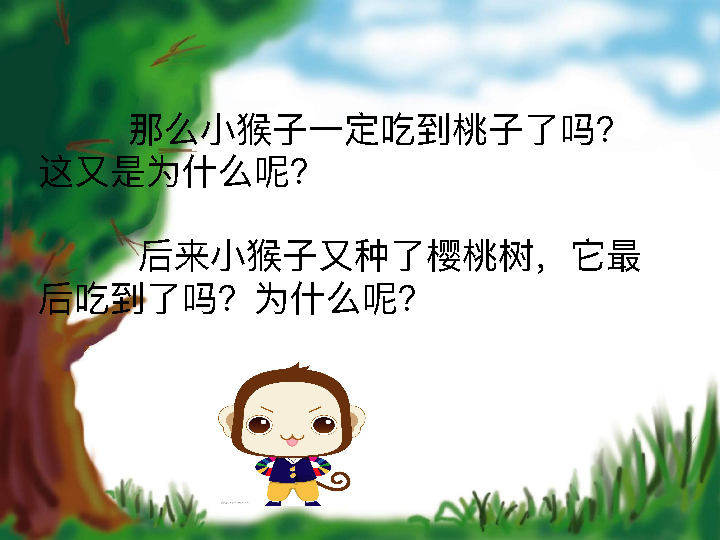 那么小猴子一定吃到桃子了吗？
这又是为什么呢？
后来小猴子又种了樱桃树，它最
后吃到了吗？为什么呢？